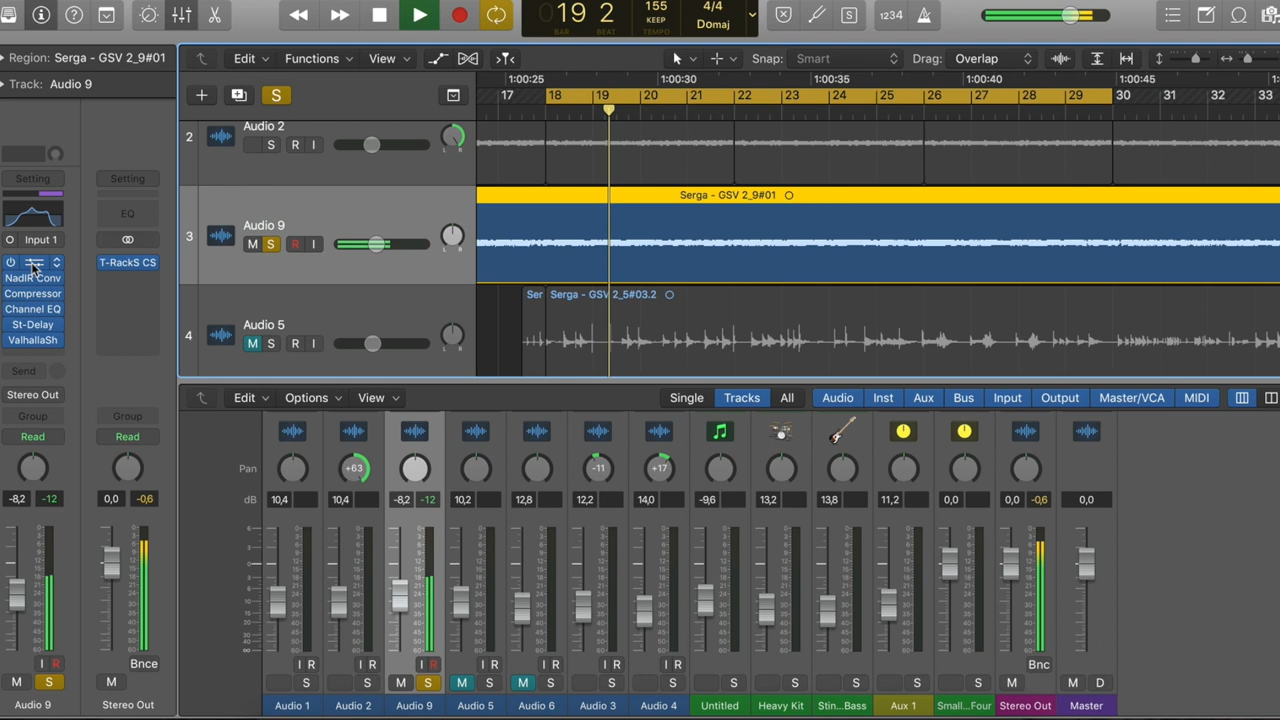 19 2
BAR BEAT
155
KEEP
TEMPO
4/4
Domaj
1234
S
Region: Serga - GSV 2_9#01
Track: Audio 9
Edit Functions View
Snap: Smart
Drag: Overlap
S
1:00:25 1:00:30 1:00:35 1:00:40 1:00:45
17 18 19 20 21 22 23 24 25 26 27 28 29 30 31 32 33
2 Audio 2
S R I
L R
Serga - GSV 2_9#01
3 Audio 9
M S R I
L R
Ser Serga - GSV 2_5#03.2
4 Audio 5
M S R I
L R
Setting Setting
EQ
Input 1
T-RackS CS
NadIR Conv
Compressor
Channel EQ
St-Delay
ValhallaSh
Send
Stereo Out
Group Group
Read Read
-8,2 -12 0,0 -0,6
I R Bnce
M S M
Audio 9 Stereo Out
Edit Options View
Single Tracks All
Audio Inst Aux Bus Input Output Master/VCA MIDI
Pan +63 -11 +17
dB 10,4 10,4 -8,2 -12 10,2 12,8 12,2 14,0 -9,6 13,2 13,8 11,2 0,0 0,0 -0,6 0,0
I R I R I R I R I R I R I R Bnc
S S M S M S M S S S S S S S S M M D
Audio 1 Audio 2 Audio 9 Audio 5 Audio 6 Audio 3 Audio 4 Untitled Heavy Kit Stin...Bass Aux 1 Small...Four Stereo Out Master